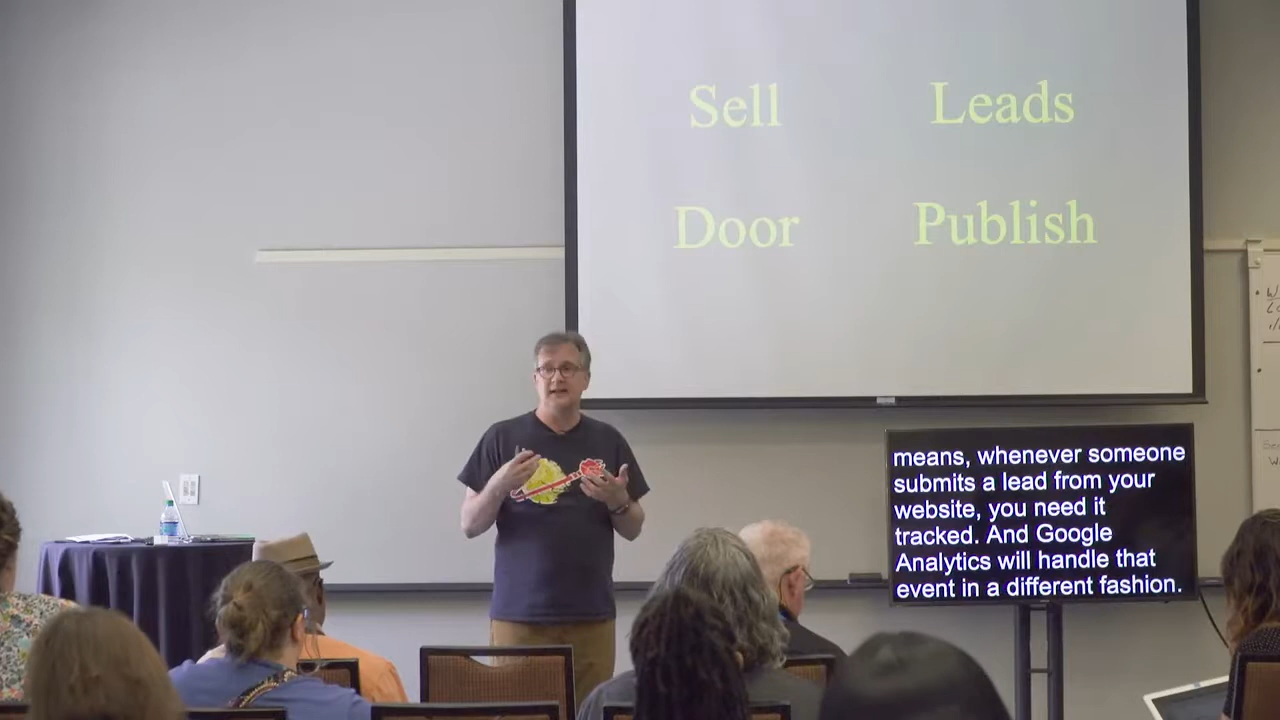 Sell Leads
Door Publish
means, whenever someone
submits a lead from your
website, you need it
tracked. And Google
Analytics will handle that
event in a different fashion.